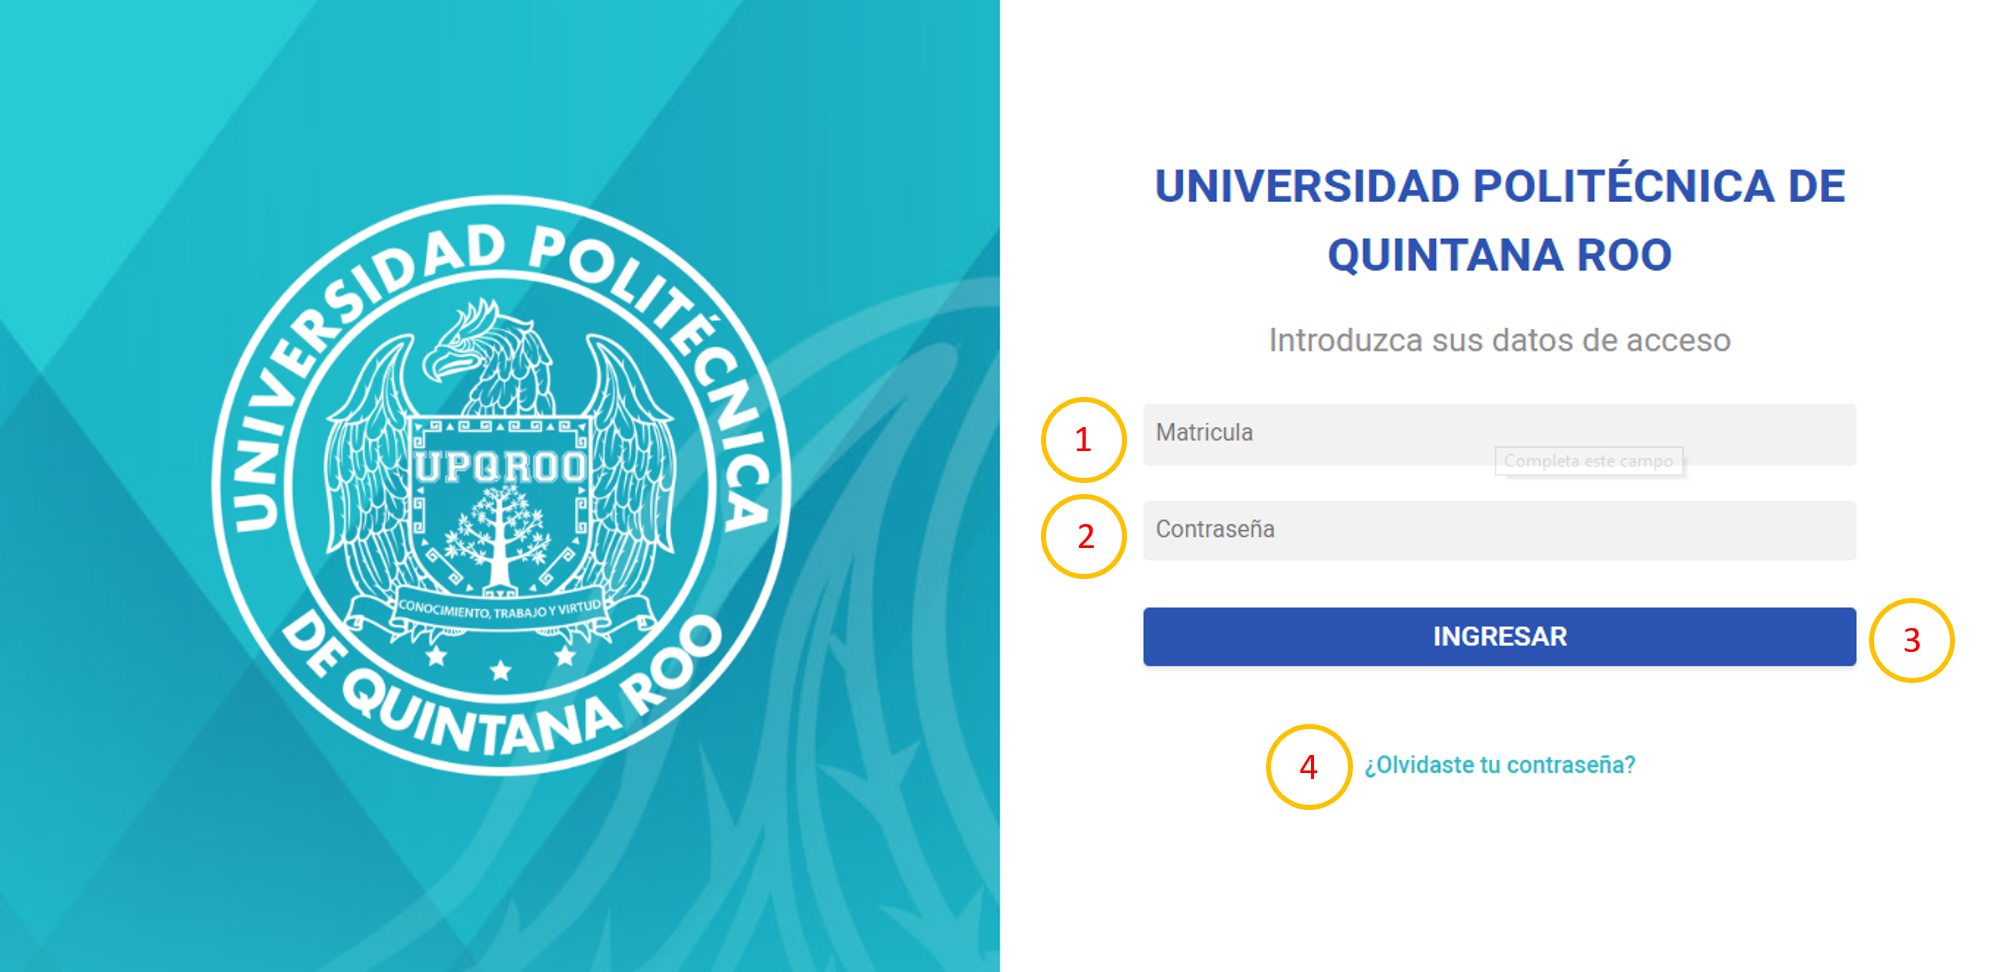 UNIVERSIDAD POLITÉCNICA
UPQROO
CONOCIMIENTO, TRABAJO Y VIRTUD
DE QUINTANA ROO
UNIVERSIDAD POLITÉCNICA DE
QUINTANA ROO
Introduzca sus datos de acceso
1
Matricula
Completa este campo
2
Contraseña
INGRESAR
3
4
¿Olvidaste tu contraseña?